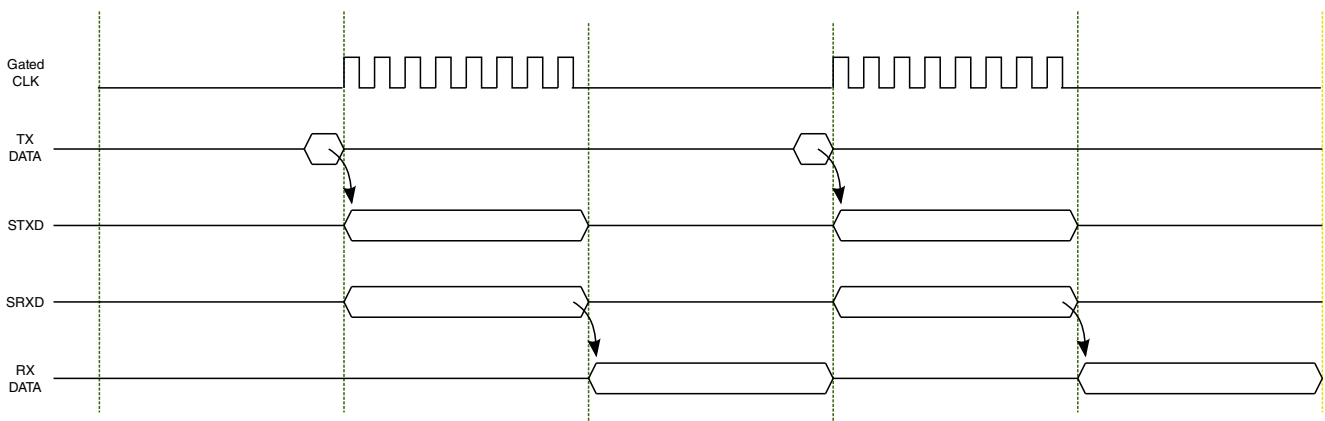 Gated
CLK
TX
DATA
STXD
SRXD
RX
DATA